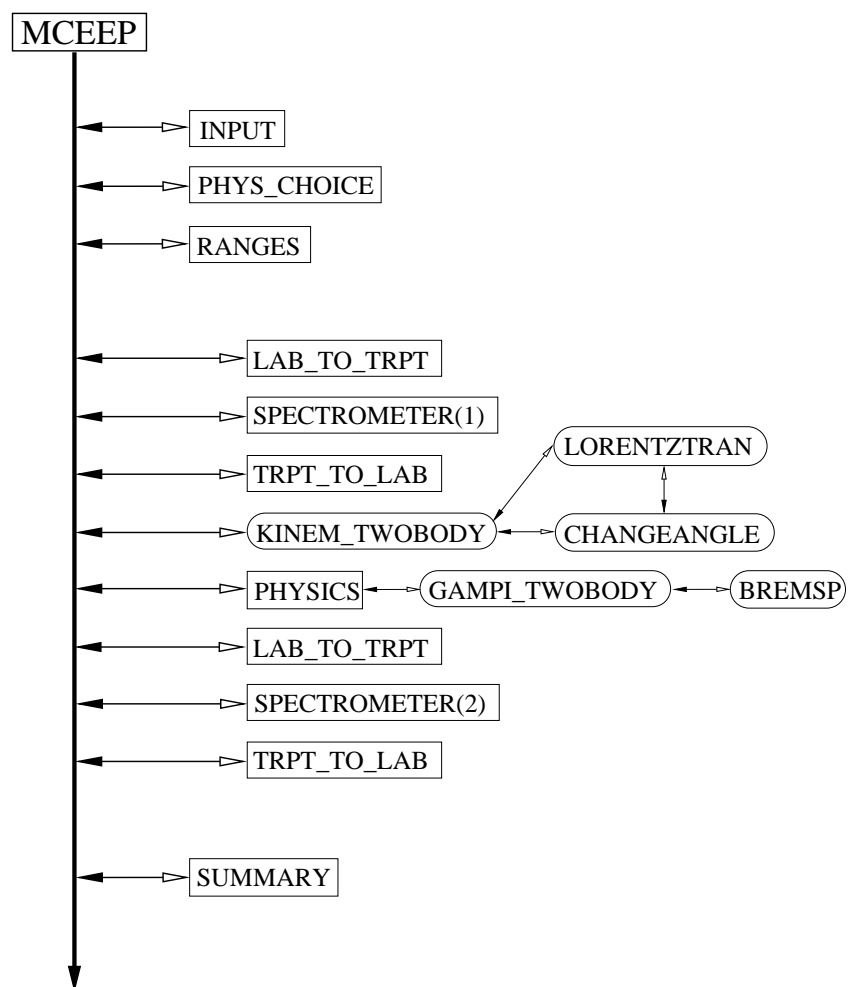 MCEEP
INPUT
PHYS_CHOICE
RANGES
LAB_TO_TRPT
SPECTROMETER(1)
LORENTZTRAN
TRPT_TO_LAB
KINEM_TWOBODY
CHANGEANGLE
PHYSICS
GAMPI_TWOBODY
BREMSP
LAB_TO_TRPT
SPECTROMETER(2)
TRPT_TO_LAB
SUMMARY